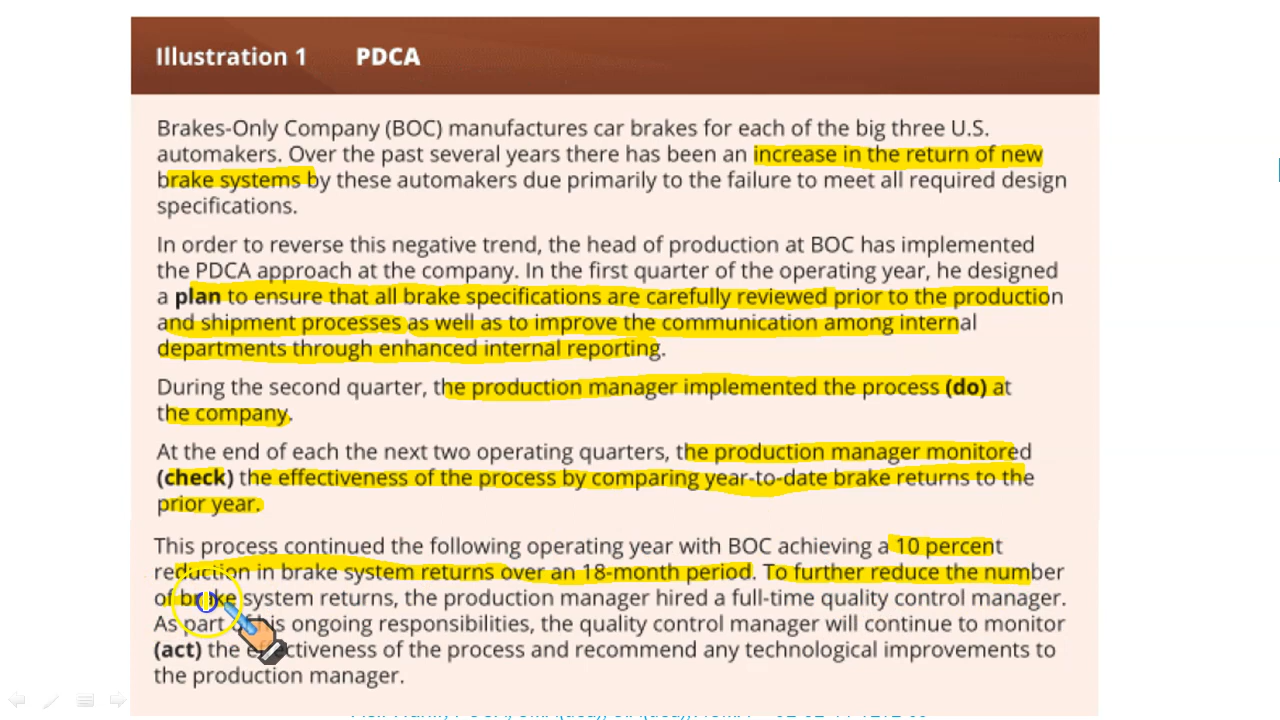 Illustration 1 PDCA
Brakes-Only Company (BOC) manufactures car brakes for each of the big three U.S.
automakers. Over the past several years there has been an increase in the return of new
brake systems by these automakers due primarily to the failure to meet all required design
specifications.
In order to reverse this negative trend, the head of production at BOC has implemented
the PDCA approach at the company. In the first quarter of the operating year, he designed
a plan to ensure that all brake specifications are carefully reviewed prior to the production
and shipment processes as well as to improve the communication among internal
departments through enhanced internal reporting.
During the second quarter, the production manager implemented the process (do) at
the company.
At the end of each the next two operating quarters, the production manager monitored
(check) the effectiveness of the process by comparing year-to-date brake returns to the
prior year.
This process continued the following operating year with BOC achieving a 10 percent
reduction in brake system returns over an 18-month period. To further reduce the number
of brake system returns, the production manager hired a full-time quality control manager.
As part of his ongoing responsibilities, the quality control manager will continue to monitor
(act) the effectiveness of the process and recommend any technological improvements to
the production manager.